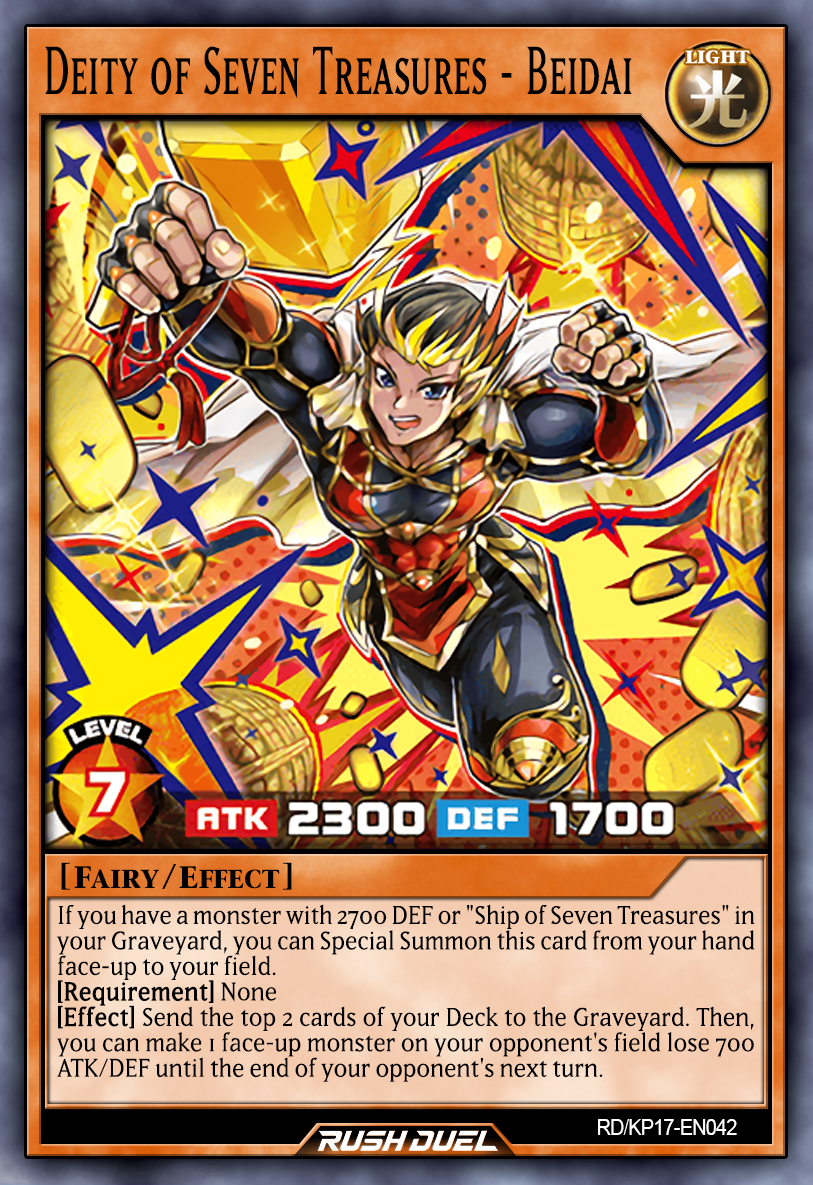 Deity of Seven Treasures - Beidai
LIGHT
光
LEVEL
7
ATK 2300 DEF 1700
[Fairy/Effect]
If you have a monster with 2700 DEF or "Ship of Seven Treasures" in
your Graveyard, you can Special Summon this card from your hand
face-up to your field.
[Requirement] None
[Effect] Send the top 2 cards of your Deck to the Graveyard. Then,
you can make 1 face-up monster on your opponent's field lose 700
ATK/DEF until the end of your opponent's next turn.
RD/KP17-EN042
RUSH DUEL